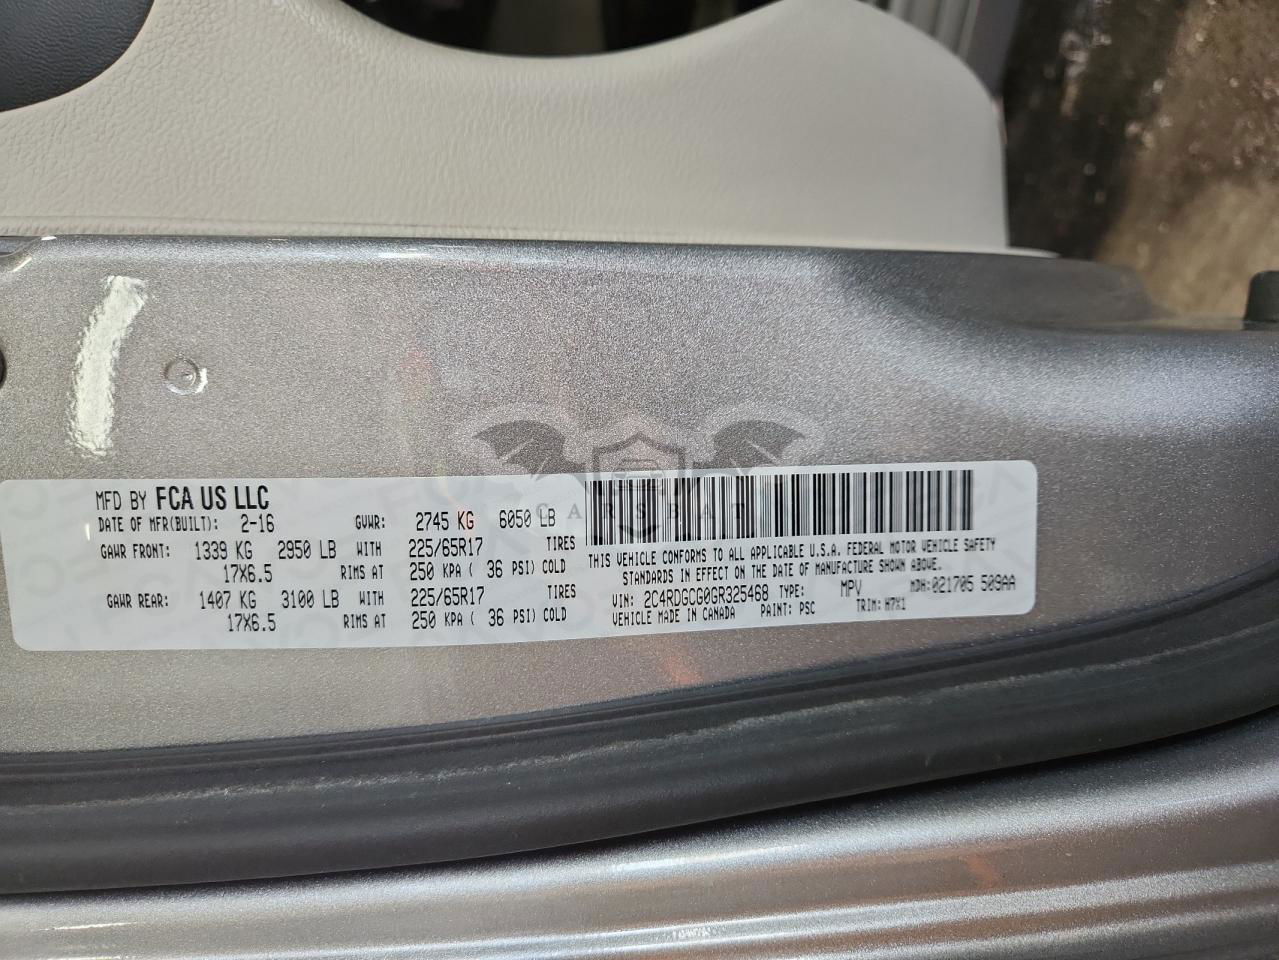 MFD BY FCA US LLC
DATE OF MFR(BUILT): 2-16 GVWR: 2745 KG 6050 LB
GAWR FRONT: 1339 KG 2950 LB WITH 225/65R17 TIRES
17X6.5 RIMS AT 250 KPA ( 36 PSI) COLD
GAWR REAR: 1407 KG 3100 LB WITH 225/65R17 TIRES
17X6.5 RIMS AT 250 KPA ( 36 PSI) COLD
THIS VEHICLE CONFORMS TO ALL APPLICABLE U.S.A. FEDERAL MOTOR VEHICLE SAFETY
STANDARDS IN EFFECT ON THE DATE OF MANUFACTURE SHOWN ABOVE.
VIN: 2C4RDGCG0GR325468 TYPE: MPV MDH: 021705 509AA
VEHICLE MADE IN CANADA PAINT: PSC TRIM: H7X1
CARSBAT